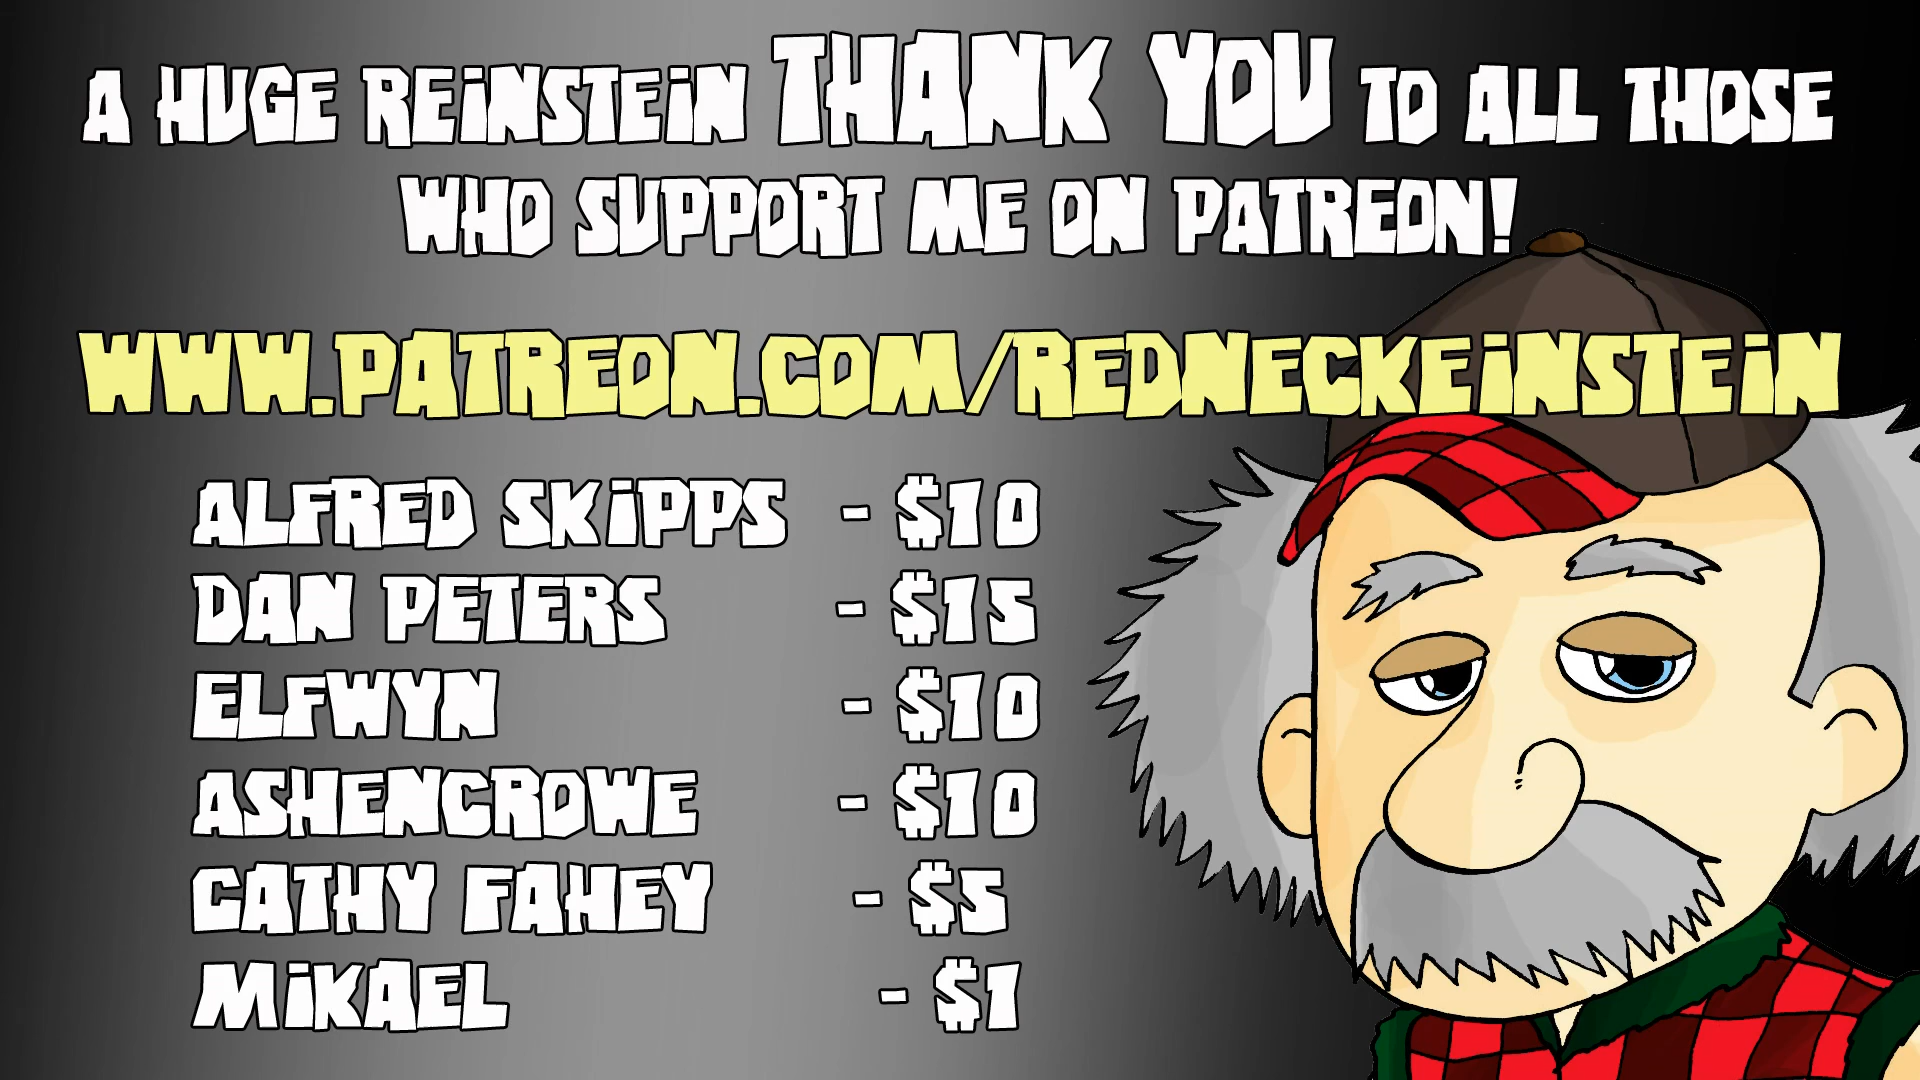 A HUGE REINSTEIN THANK YOU TO ALL THOSE
WHO SUPPORT ME ON PATREON!
WWW.PATREON.COM/REDNECKEINSTEIN
ALFRED SKIPPS - $10
DAN PETERS - $15
ELFWYN - $10
ASHENCROWE - $10
CATHY FAHEY - $5
MIKAEL - $1